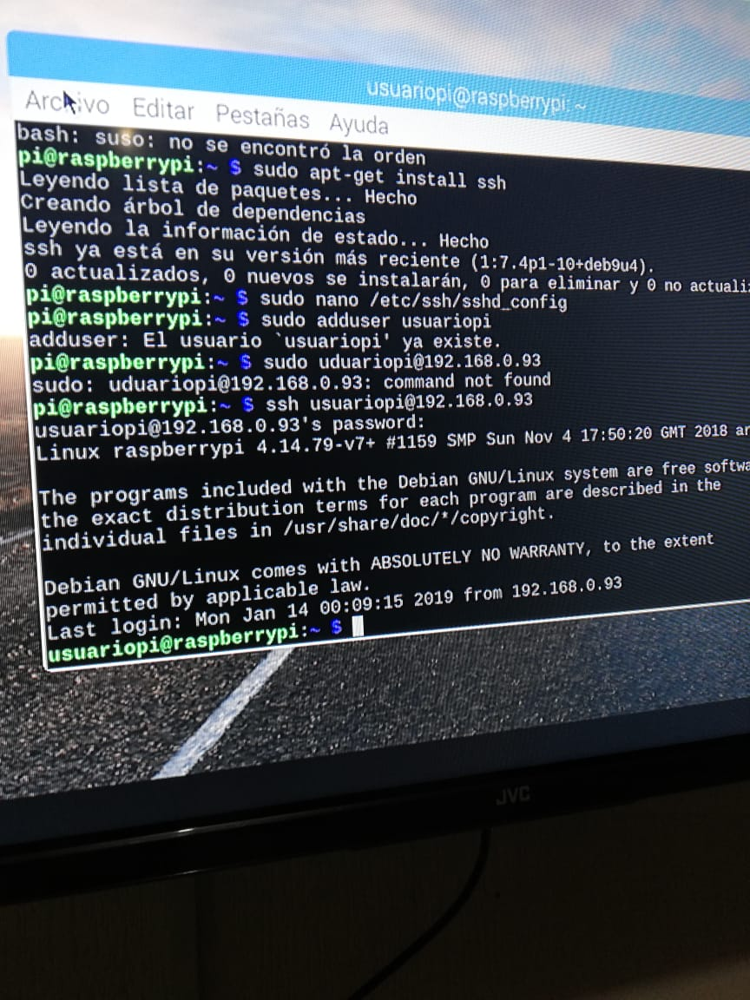 usuariopi@raspberrypi: ~
Archivo Editar Pestañas Ayuda
bash: suso: no se encontró la orden
pi@raspberrypi:~ $ sudo apt-get install ssh
Leyendo lista de paquetes... Hecho
Creando árbol de dependencias
Leyendo la información de estado... Hecho
ssh ya está en su versión más reciente (1:7.4p1-10+deb9u4).
0 actualizados, 0 nuevos se instalarán, 0 para eliminar y 0 no actualiz
pi@raspberrypi:~ $ sudo nano /etc/ssh/sshd_config
pi@raspberrypi:~ $ sudo adduser usuariopi
adduser: El usuario `usuariopi' ya existe.
pi@raspberrypi:~ $ sudo uduariopi@192.168.0.93
sudo: uduariopi@192.168.0.93: command not found
pi@raspberrypi:~ $ ssh usuariopi@192.168.0.93
usuariopi@192.168.0.93's password:
Linux raspberrypi 4.14.79-v7+ #1159 SMP Sun Nov 4 17:50:20 GMT 2018 ar
The programs included with the Debian GNU/Linux system are free softwa
the exact distribution terms for each program are described in the
individual files in /usr/share/doc/*/copyright.
Debian GNU/Linux comes with ABSOLUTELY NO WARRANTY, to the extent
permitted by applicable law.
Last login: Mon Jan 14 00:09:15 2019 from 192.168.0.93
usuariopi@raspberrypi:~ $
JVC